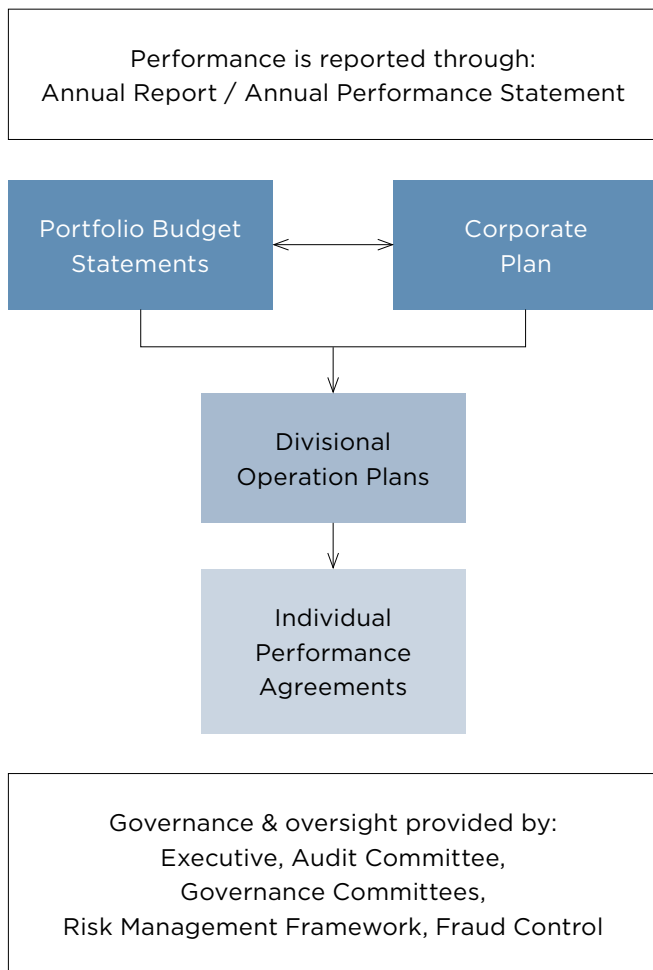 Performance is reported through:
Annual Report / Annual Performance Statement
Portfolio Budget
Statements
Corporate
Plan
Divisional
Operation Plans
Individual
Performance
Agreements
Governance & oversight provided by:
Executive, Audit Committee,
Governance Committees,
Risk Management Framework, Fraud Control